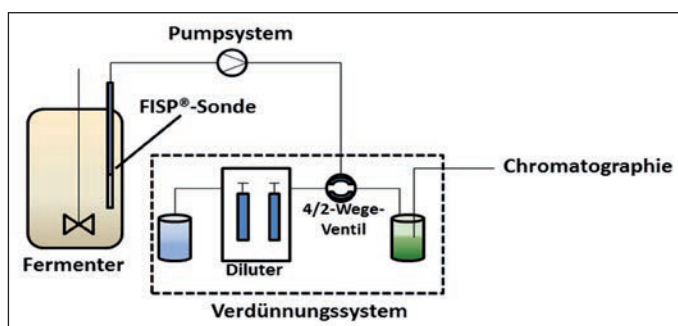 Pumpsystem
FISP®-Sonde
Chromatographie
4/2-Wege-
Ventil
Fermenter
Diluter
Verdünnungssystem